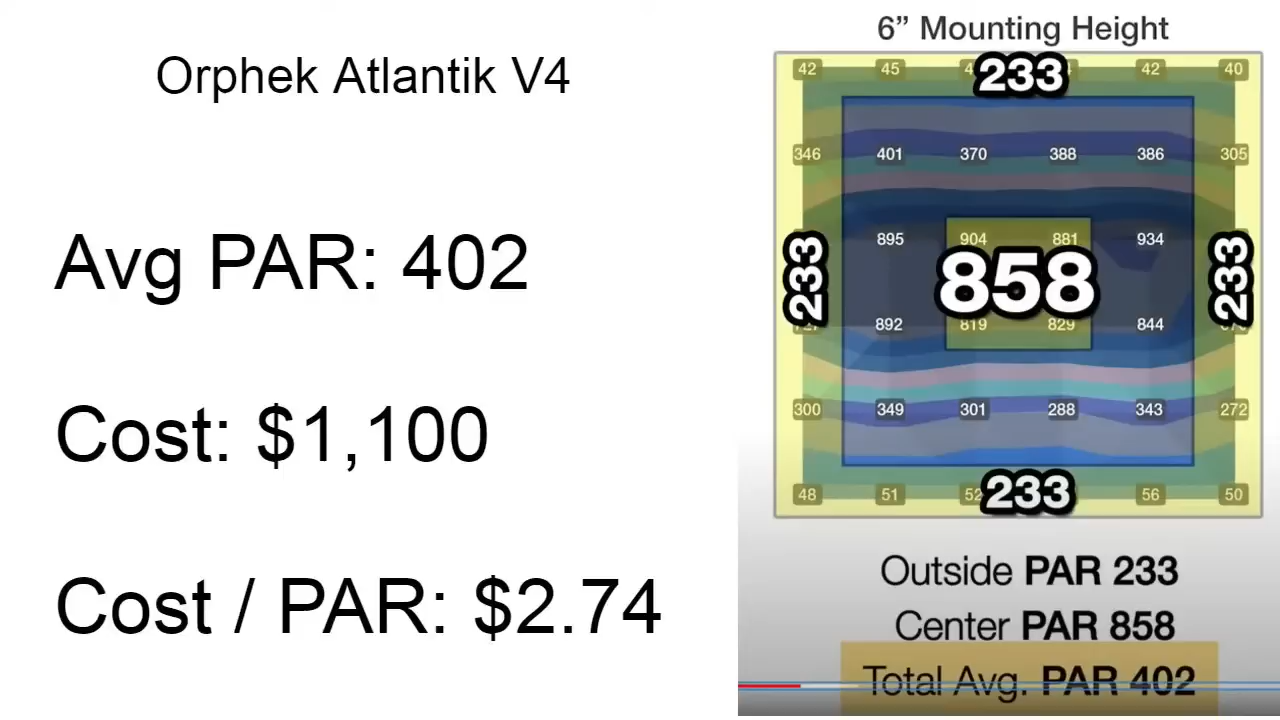 Orphek Atlantik V4
Avg PAR: 402
Cost: $1,100
Cost / PAR: $2.74
6” Mounting Height
42 45 233 42 40
346 401 370 388 386 305
895 904 881 934
233 858 233
892 819 829 844
300 349 301 288 343 272
48 51 52 233 56 50
Outside PAR 233
Center PAR 858
Total Avg. PAR 402